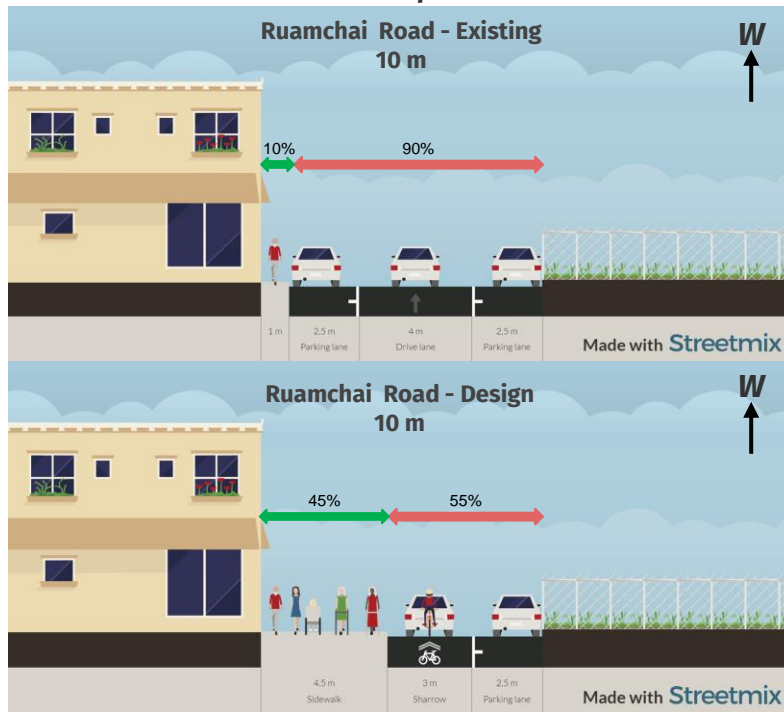 Ruamchai Road - Existing
10 m
W
10%
90%
1 m
2.5 m
Parking lane
4 m
Drive lane
2.5 m
Parking lane
Made with Streetmix
Ruamchai Road - Design
10 m
W
45%
55%
4.5 m
Sidewalk
3 m
Sharrow
2.5 m
Parking lane
Made with Streetmix